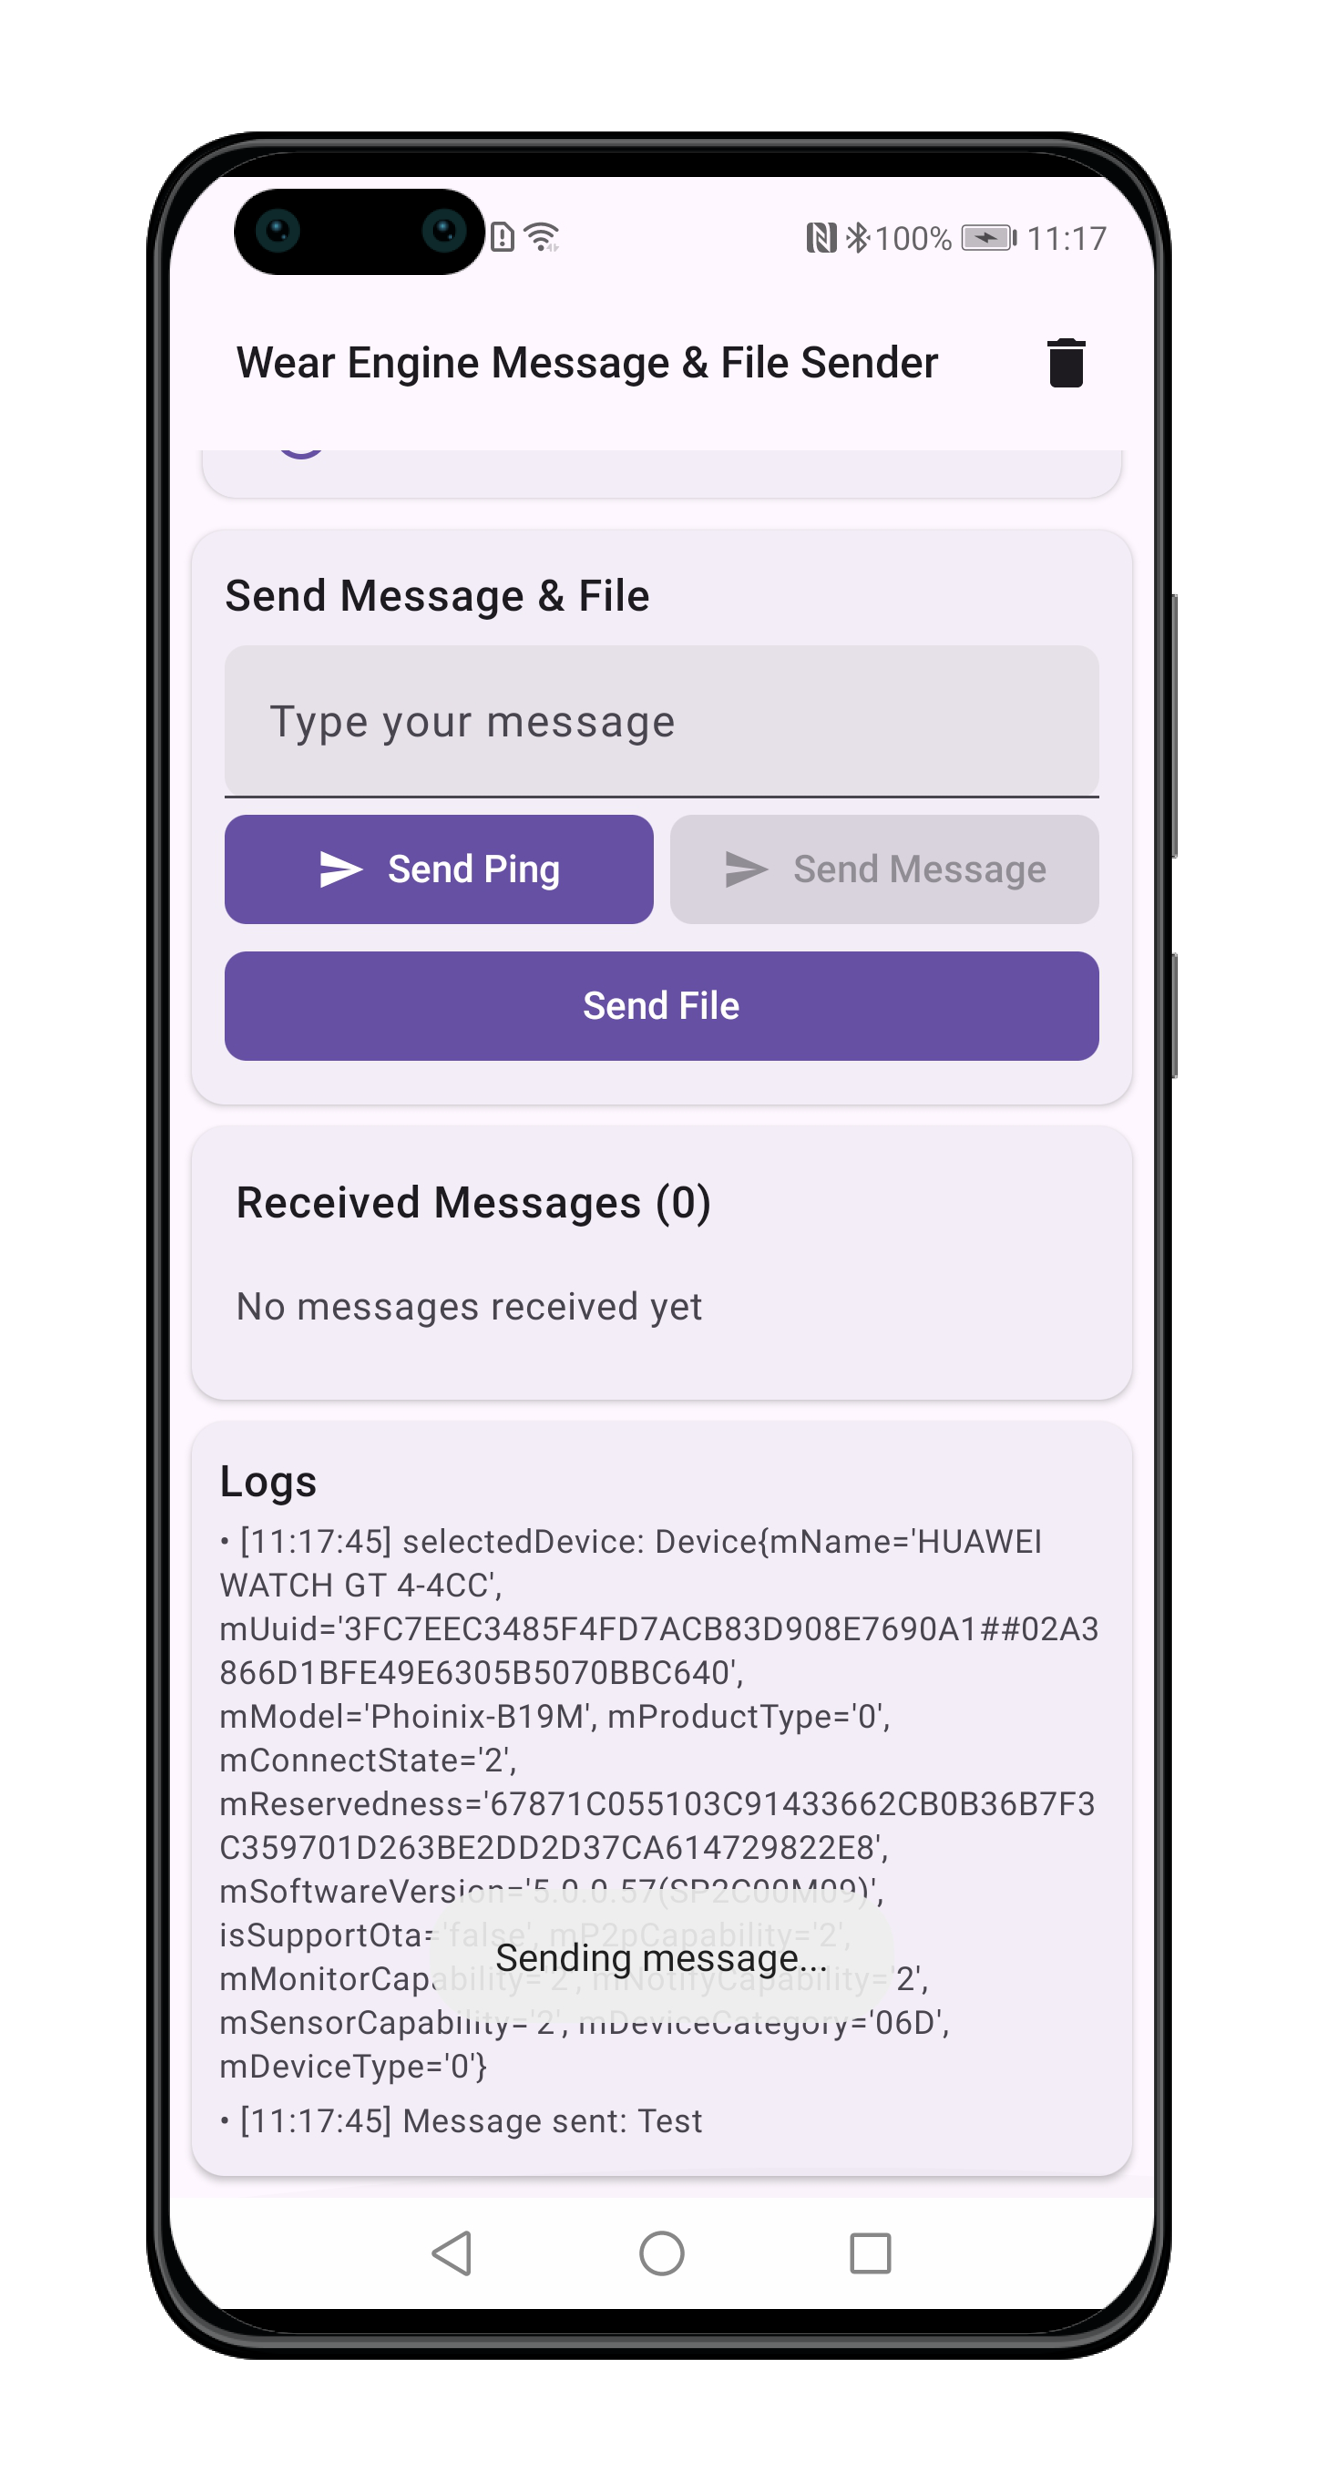 100% 11:17
Wear Engine Message & File Sender
Send Message & File
Type your message
Send Ping
Send Message
Send File
Received Messages (0)
No messages received yet
Logs
• [11:17:45] selectedDevice: Device{mName='HUAWEI
WATCH GT 4-4CC',
mUuid='3FC7EEC3485F4FD7ACB83D908E7690A1##02A3
866D1BFE49E6305B5070BBC640',
mModel='Phoinix-B19M', mProductType='0',
mConnectState='2',
mReservedness='67871C055103C91433662CB0B36B7F3
C359701D263BE2DD2D37CA614729822E8',
mSoftwareVersion='5.0.0.57(SP2C00M09)',
isSupportOta='false', mP2pCapability='2',
mMonitorCapability='2', mNotifyCapability='2',
mSensorCapability='2', mDeviceCategory='06D',
mDeviceType='0'}
• [11:17:45] Message sent: Test
Sending message...